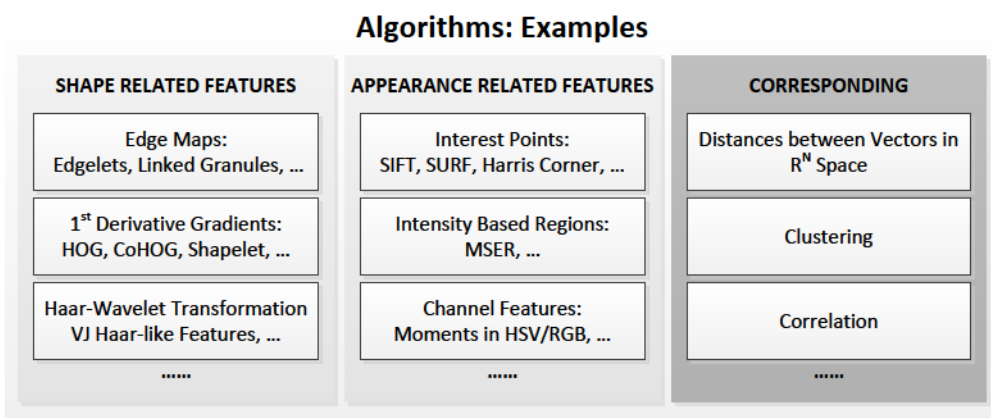 Algorithms: Examples
SHAPE RELATED FEATURES
Edge Maps:
Edgelets, Linked Granules, ...
1st Derivative Gradients:
HOG, CoHOG, Shapelet, ...
Haar-Wavelet Transformation
VJ Haar-like Features, ...
......
APPEARANCE RELATED FEATURES
Interest Points:
SIFT, SURF, Harris Corner, ...
Intensity Based Regions:
MSER, ...
Channel Features:
Moments in HSV/RGB, ...
......
CORRESPONDING
Distances between Vectors in
R^N Space
Clustering
Correlation
......